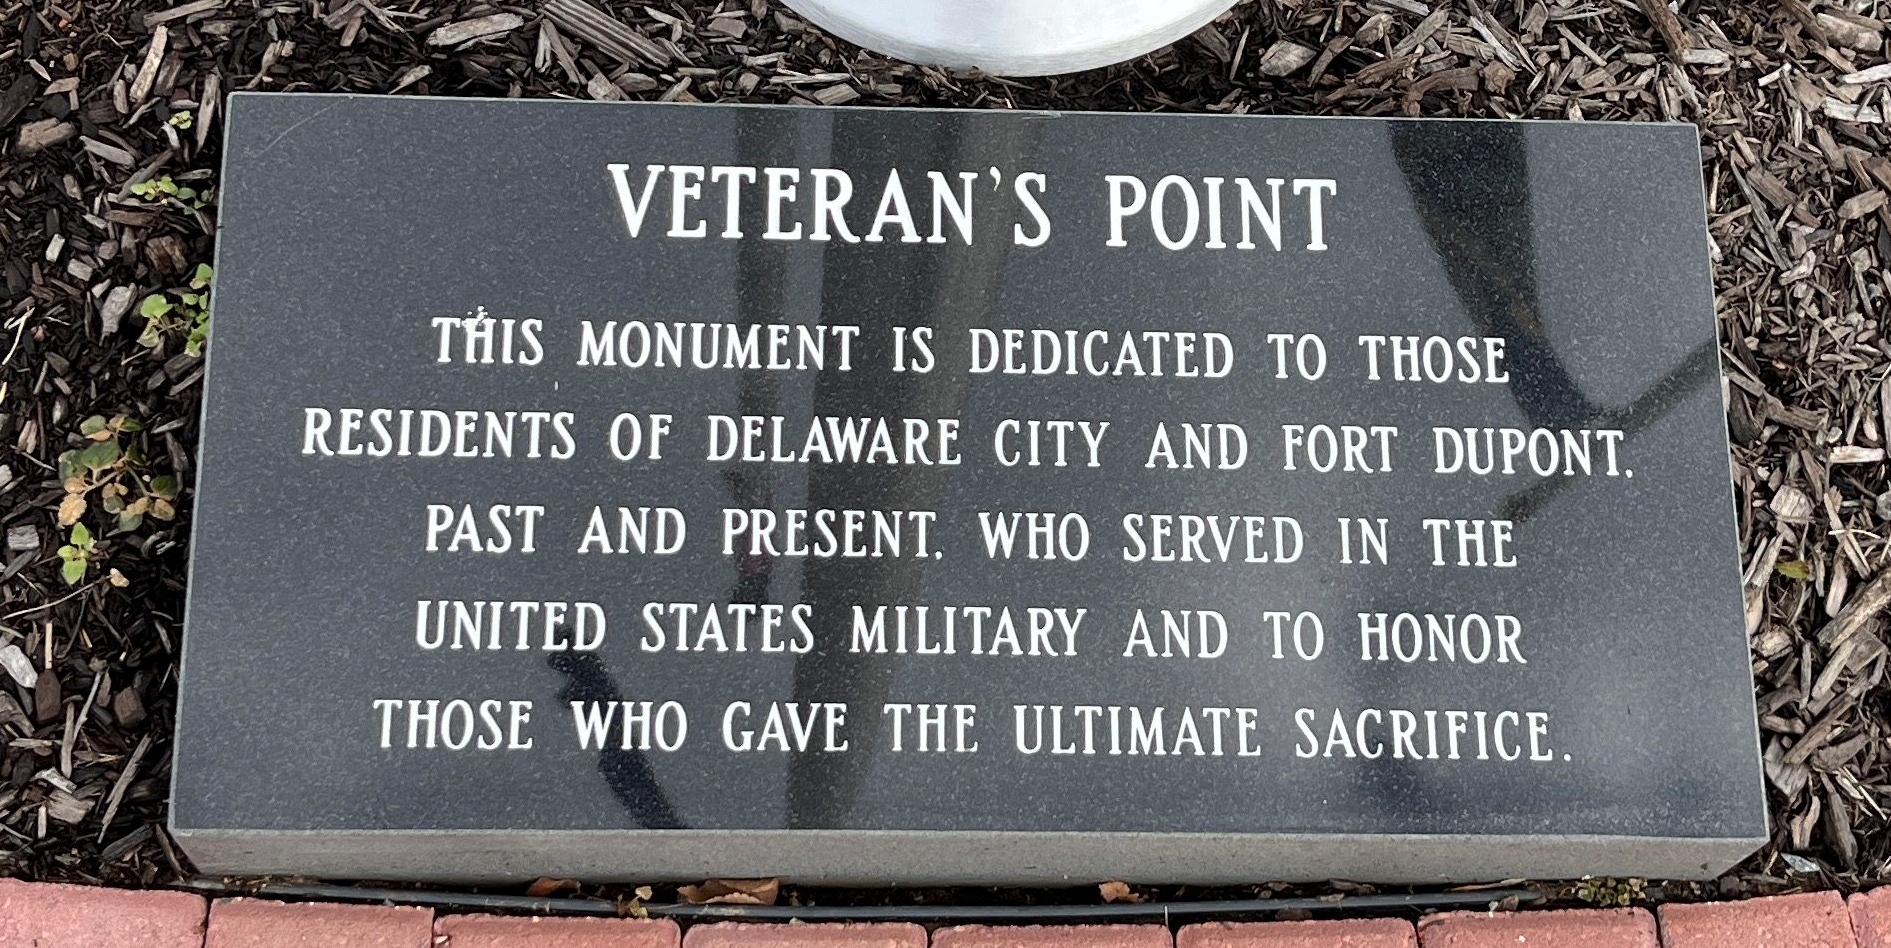 VETERAN'S POINT
THIS MONUMENT IS DEDICATED TO THOSE
RESIDENTS OF DELAWARE CITY AND FORT DUPONT,
PAST AND PRESENT, WHO SERVED IN THE
UNITED STATES MILITARY AND TO HONOR
THOSE WHO GAVE THE ULTIMATE SACRIFICE.